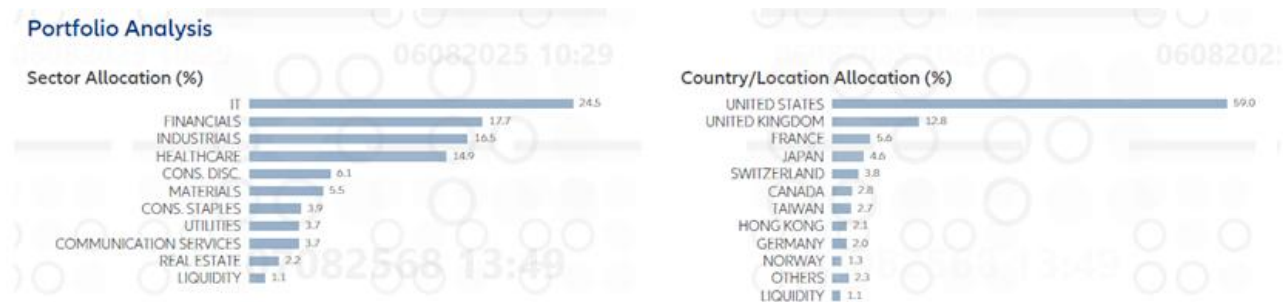 Portfolio Analysis
06082025 10:29
06082025 10:29
0608202
Sector Allocation (%)
IT 24.5
FINANCIALS 17.7
INDUSTRIALS 16.5
HEALTHCARE 14.9
CONS. DISC. 6.1
MATERIALS 5.5
CONS. STAPLES 3.9
UTILITIES 3.7
COMMUNICATION SERVICES 3.7
REAL ESTATE 2.2
LIQUIDITY 1.1
082568 13:49
Country/Location Allocation (%)
UNITED STATES 59.0
UNITED KINGDOM 12.8
FRANCE 5.6
JAPAN 4.6
SWITZERLAND 3.8
CANADA 2.8
TAIWAN 2.7
HONG KONG 2.1
GERMANY 2.0
NORWAY 1.3
OTHERS 2.3
LIQUIDITY 1.1